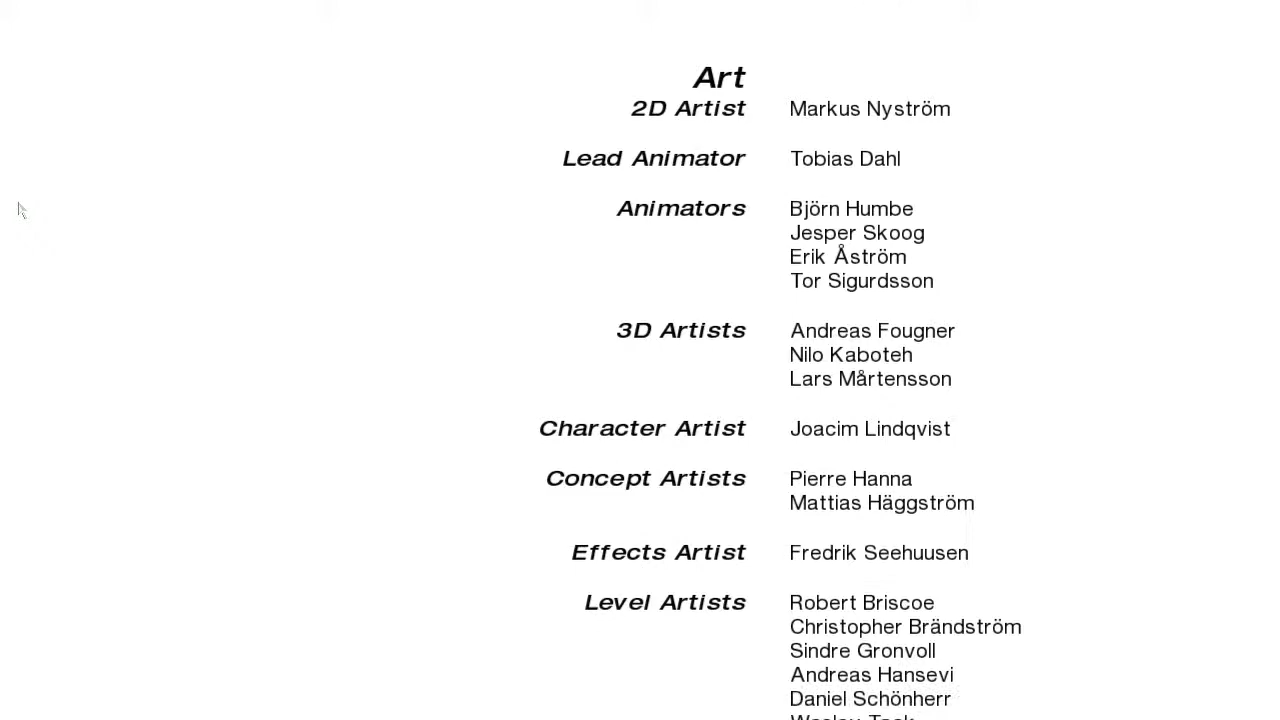 Art
2D Artist Markus Nyström
Lead Animator Tobias Dahl
Animators Björn Humbe
Jesper Skoog
Erik Åström
Tor Sigurdsson
3D Artists Andreas Fougner
Nilo Kaboteh
Lars Mårtensson
Character Artist Joacim Lindqvist
Concept Artists Pierre Hanna
Mattias Häggström
Effects Artist Fredrik Seehuusen
Level Artists Robert Briscoe
Christopher Brändström
Sindre Gronvoll
Andreas Hansevi
Daniel Schönherr